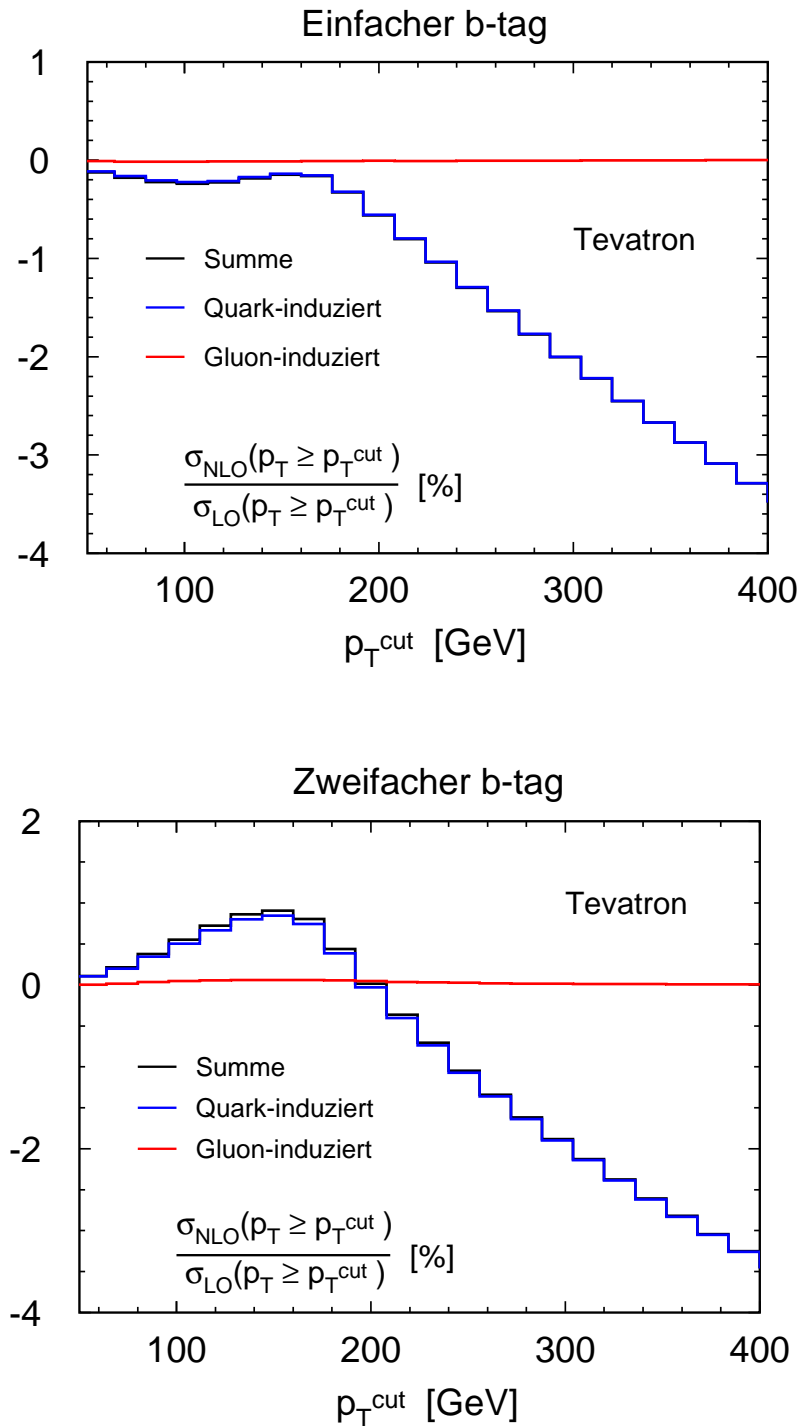 Einfacher b-tag
1
0
-1
-2
-3
-4
Tevatron
Summe
Quark-induziert
Gluon-induziert
σNLO(pT ≥ pTcut )
σLO(pT ≥ pTcut )
[%]
100 200 300 400
pTcut [GeV]
Zweifacher b-tag
2
0
-2
-4
Tevatron
Summe
Quark-induziert
Gluon-induziert
σNLO(pT ≥ pTcut )
σLO(pT ≥ pTcut )
[%]
100 200 300 400
pTcut [GeV]